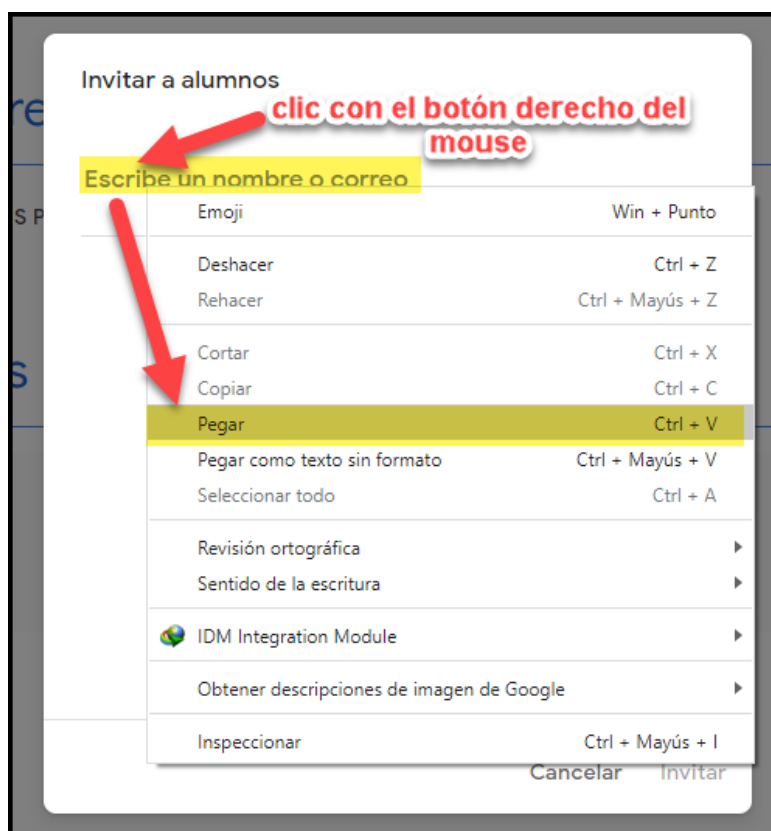 Invitar a alumnos
clic con el botón derecho del
mouse
re
Escribe un nombre o correo
S P
Emoji Win + Punto
Deshacer Ctrl + Z
Rehacer Ctrl + Mayús + Z
s
Cortar Ctrl + X
Copiar Ctrl + C
Pegar Ctrl + V
Pegar como texto sin formato Ctrl + Mayús + V
Seleccionar todo Ctrl + A
Revisión ortográfica
Sentido de la escritura
IDM Integration Module
Obtener descripciones de imagen de Google
Inspeccionar Ctrl + Mayús + I
Cancelar Invitar